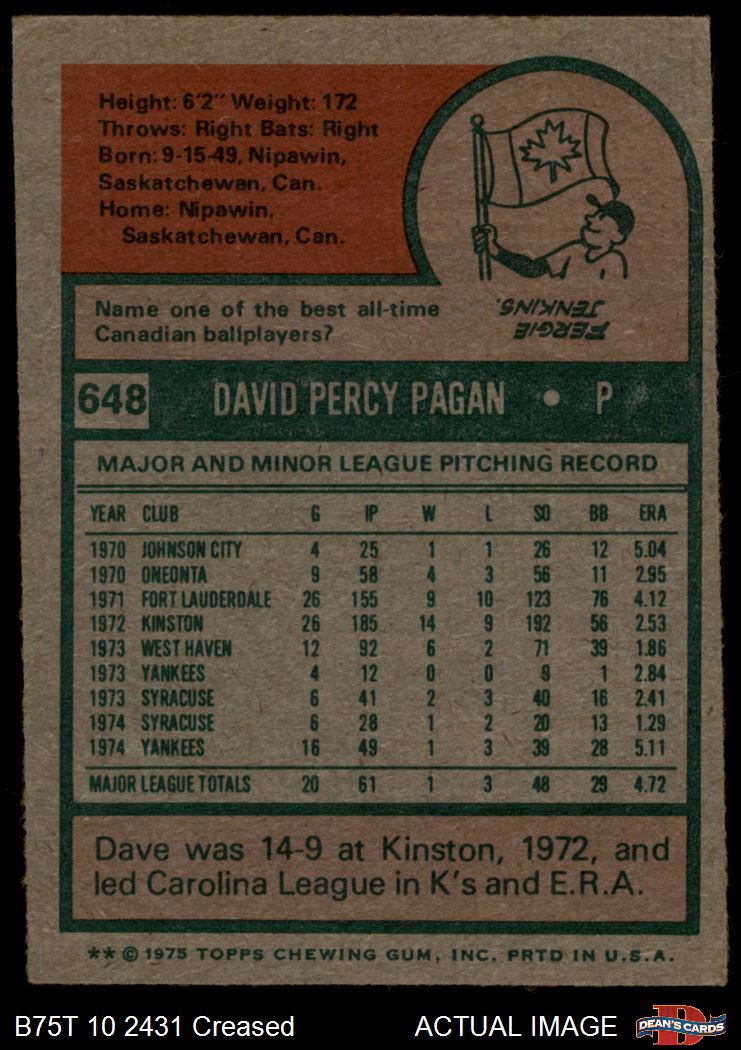 Height: 6'2" Weight: 172
Throws: Right Bats: Right
Born: 9-15-49, Nipawin,
Saskatchewan, Can.
Home: Nipawin,
Saskatchewan, Can.
Name one of the best all-time
Canadian ballplayers?
FERGIE
JENKINS.
648 DAVID PERCY PAGAN • P
MAJOR AND MINOR LEAGUE PITCHING RECORD
YEAR CLUB G IP W L SO BB ERA
1970 JOHNSON CITY 4 25 1 1 26 12 5.04
1970 ONEONTA 9 58 4 3 56 11 2.95
1971 FORT LAUDERDALE 26 155 9 10 123 76 4.12
1972 KINSTON 26 185 14 9 192 56 2.53
1973 WEST HAVEN 12 92 6 2 71 39 1.86
1973 YANKEES 4 12 0 0 9 1 2.84
1973 SYRACUSE 6 41 2 3 40 16 2.41
1974 SYRACUSE 6 28 1 2 20 13 1.29
1974 YANKEES 16 49 1 3 39 28 5.11
MAJOR LEAGUE TOTALS 20 61 1 3 48 29 4.72
Dave was 14-9 at Kinston, 1972, and
led Carolina League in K's and E.R.A.
** © 1975 TOPPS CHEWING GUM, INC. PRTD IN U.S.A.
B75T 10 2431 Creased ACTUAL IMAGE
D
DEAN'S CARDS